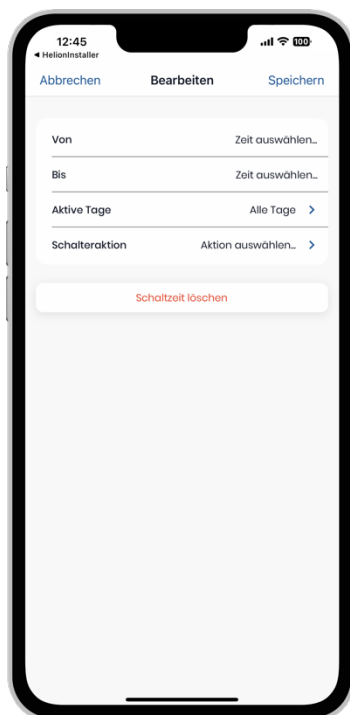 12:45
100
◀ HelionInstaller
Abbrechen Bearbeiten Speichern
Von Zeit auswählen...
Bis Zeit auswählen...
Aktive Tage Alle Tage >
Schalteraktion Aktion auswählen... >
Schaltzeit löschen